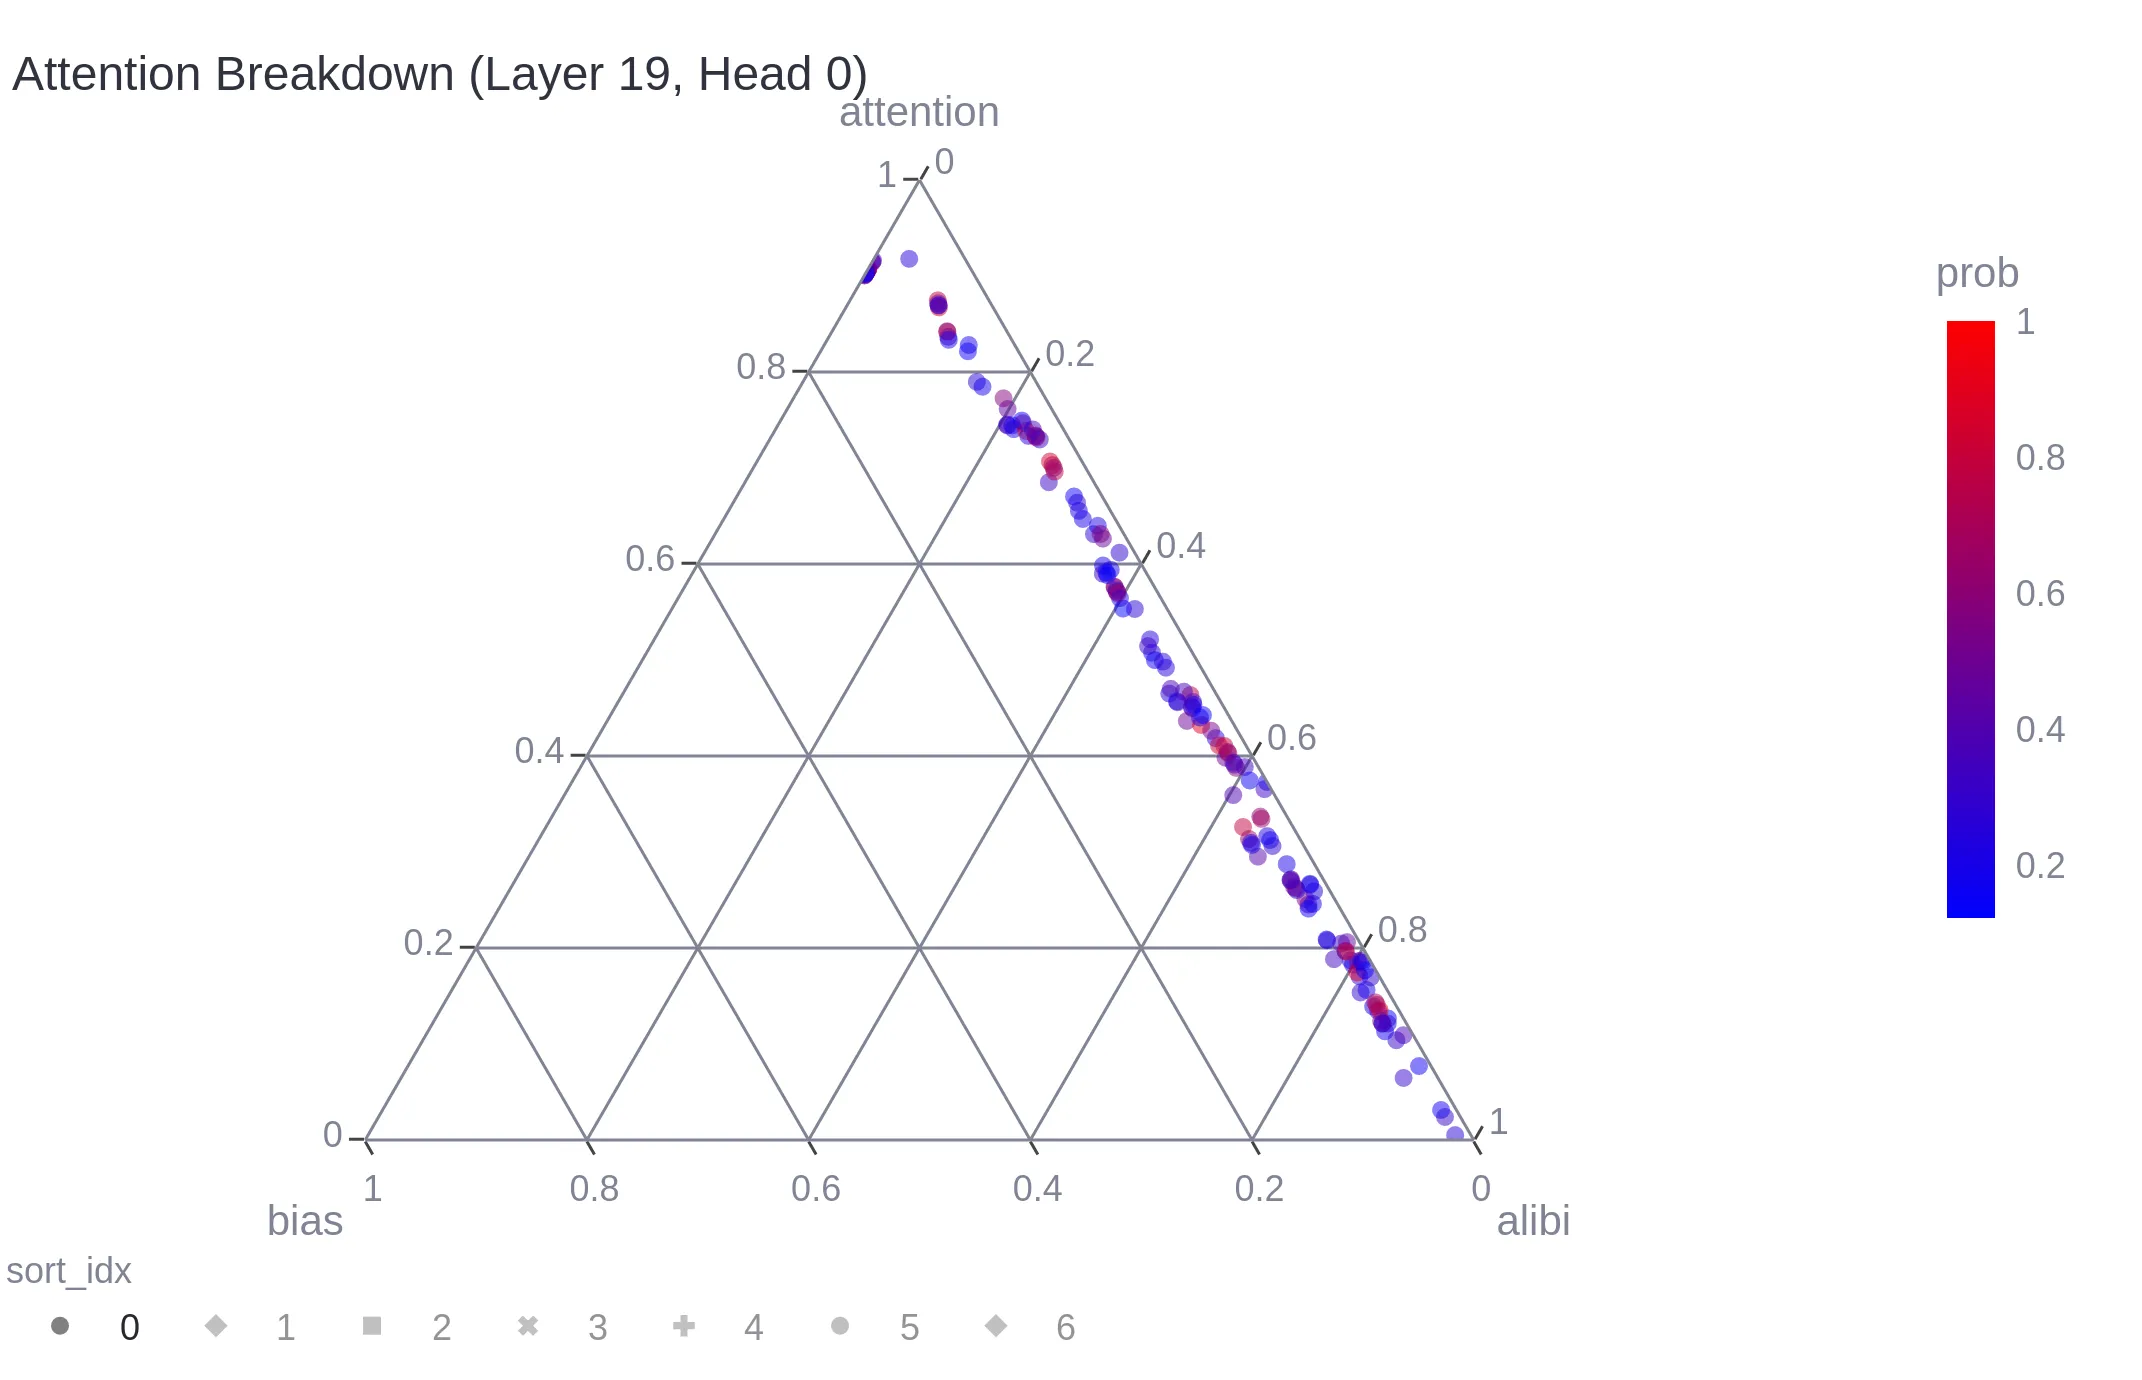 Attention Breakdown (Layer 19, Head 0)
attention
1 0
prob
1
0.8
0.6
0.4
0.2
0.8 0.2
0.6 0.4
0.4 0.6
0.2 0.8
0 1
1 0.8 0.6 0.4 0.2 0
bias alibi
sort_idx
0 1 2 3 4 5 6